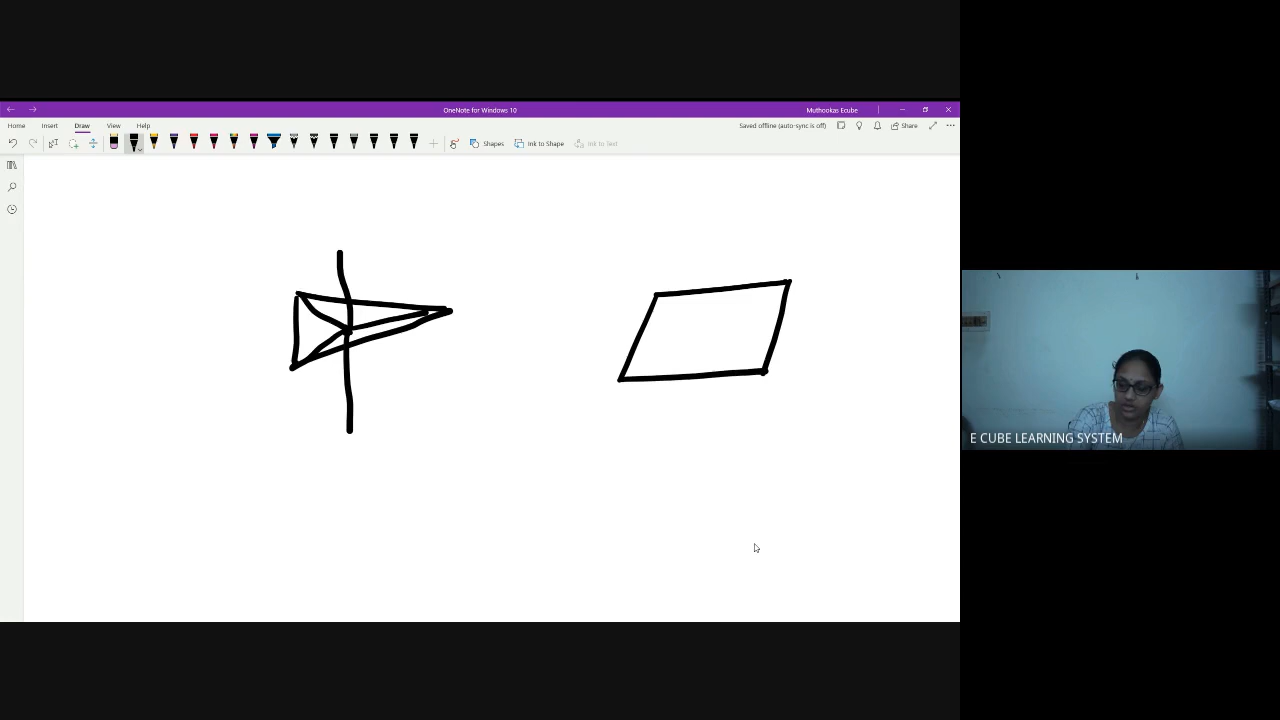 OneNote for Windows 10
Muthookas Ecube
Home Insert Draw View Help
Saved offline (auto-sync is off)
Share
Shapes
Ink to Shape
Ink to Text
E CUBE LEARNING SYSTEM